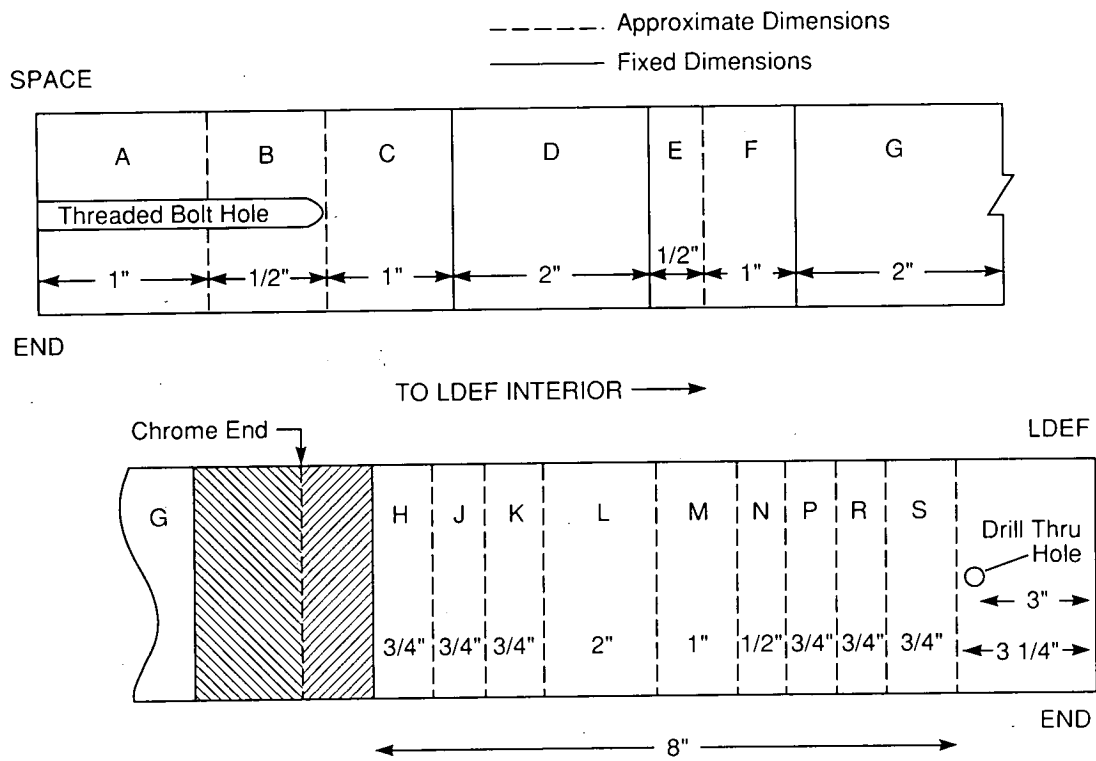 Approximate Dimensions
Fixed Dimensions
SPACE
A B C D E F G
Threaded Bolt Hole
1" 1/2" 1" 2" 1/2" 1" 2"
END
TO LDEF INTERIOR
Chrome End
LDEF
G H J K L M N P R S
Drill Thru
Hole
3"
3/4" 3/4" 3/4" 2" 1" 1/2" 3/4" 3/4" 3/4" 3 1/4"
END
8"